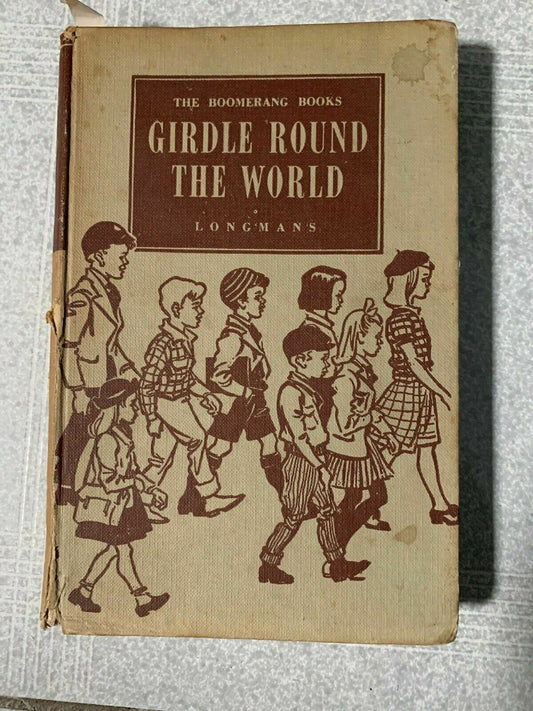 THE BOOMERANG BOOKS
GIRDLE ROUND
THE WORLD
LONGMANS